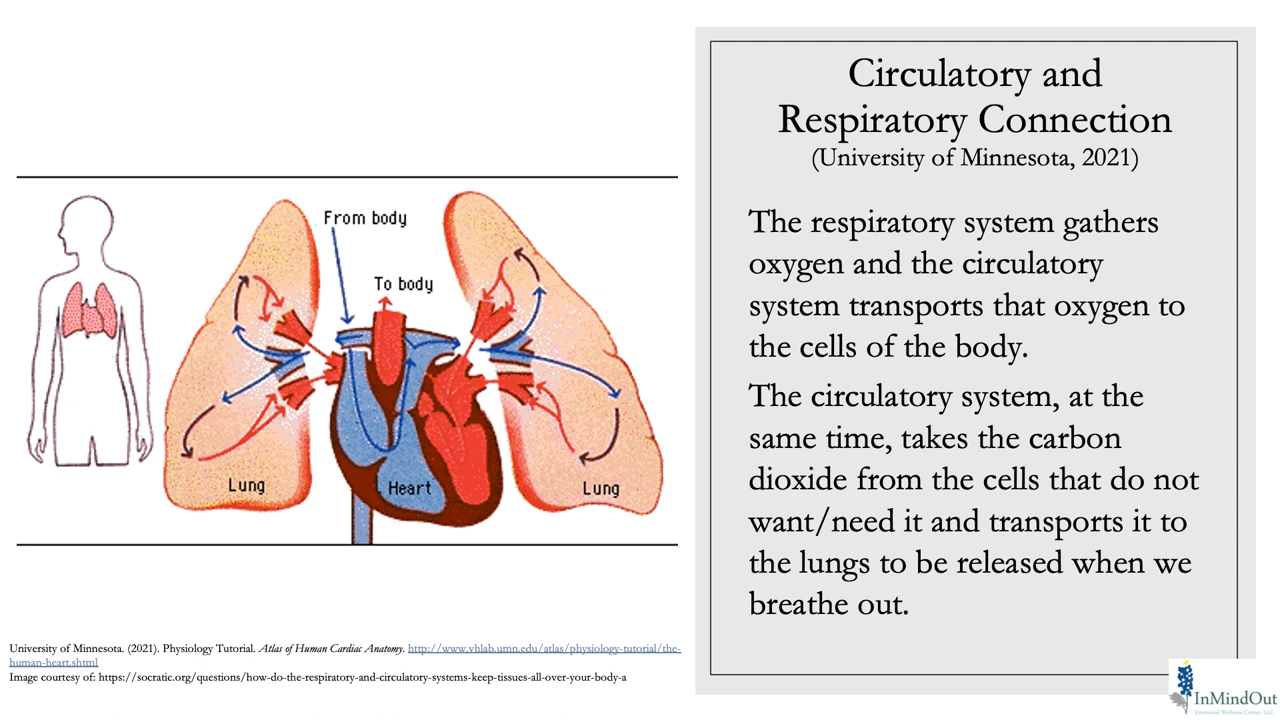 Circulatory and
Respiratory Connection
(University of Minnesota, 2021)
The respiratory system gathers
oxygen and the circulatory
system transports that oxygen to
the cells of the body.
The circulatory system, at the
same time, takes the carbon
dioxide from the cells that do not
want/need it and transports it to
the lungs to be released when we
breathe out.
From body
To body
Lung
Heart
Lung
University of Minnesota. (2021). Physiology Tutorial. Atlas of Human Cardiac Anatomy. http://www.vhlab.umn.edu/atlas/physiology-tutorial/the-
human-heart.shtml
Image courtesy of: https://socratic.org/questions/how-do-the-respiratory-and-circulatory-systems-keep-tissues-all-over-your-body-a
InMindOut
Emotional Wellness Center, LLC.